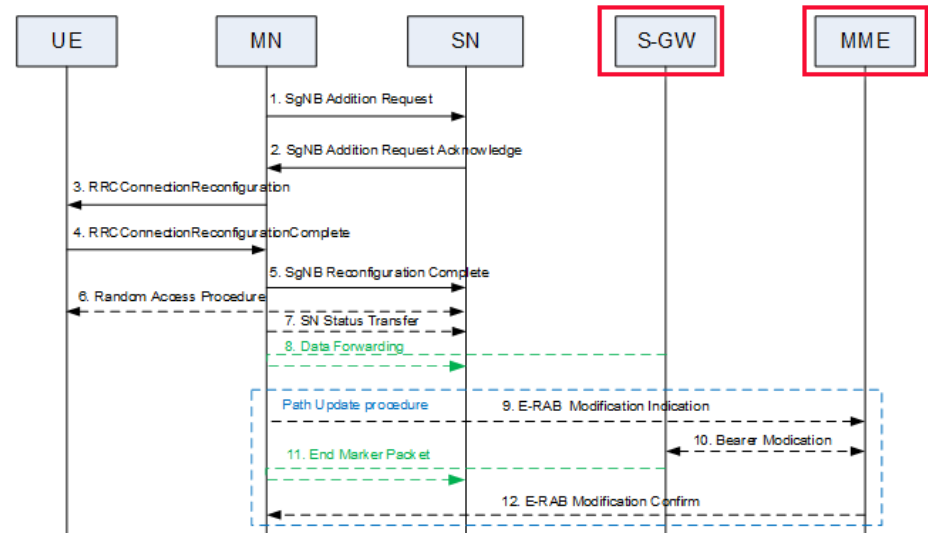 UE MN SN S-GW MME
1. SgNB Addition Request
2. SgNB Addition Request Acknowledge
3. RRCConnectionReconfiguration
4. RRCConnectionReconfigurationComplete
5. SgNB Reconfiguration Complete
6. Random Access Procedure
7. SN Status Transfer
8. Data Forwarding
Path Update procedure 9. E-RAB Modification Indication
10. Bearer Modication
11. End Marker Packet
12. E-RAB Modification Confirm